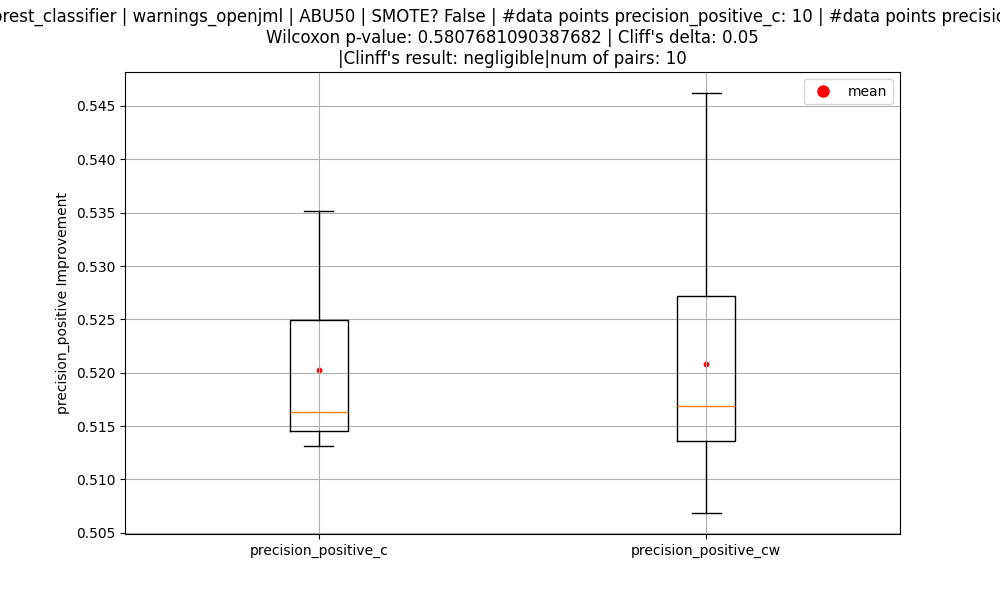 | warnings_openjml | ABU50 | SMOTE? False | #data points precision_positive_c: 10 | #data points
Wilcoxon p-value: 0.5807681090387682 | Cliff's delta: 0.05
|Clinff's result: negligible|num of pairs: 10
mean
0.545
0.540
0.535
0.530
0.525
0.520
0.515
0.510
0.505
precision_positive Improvement
precision_positive_c
precision_positive_cw